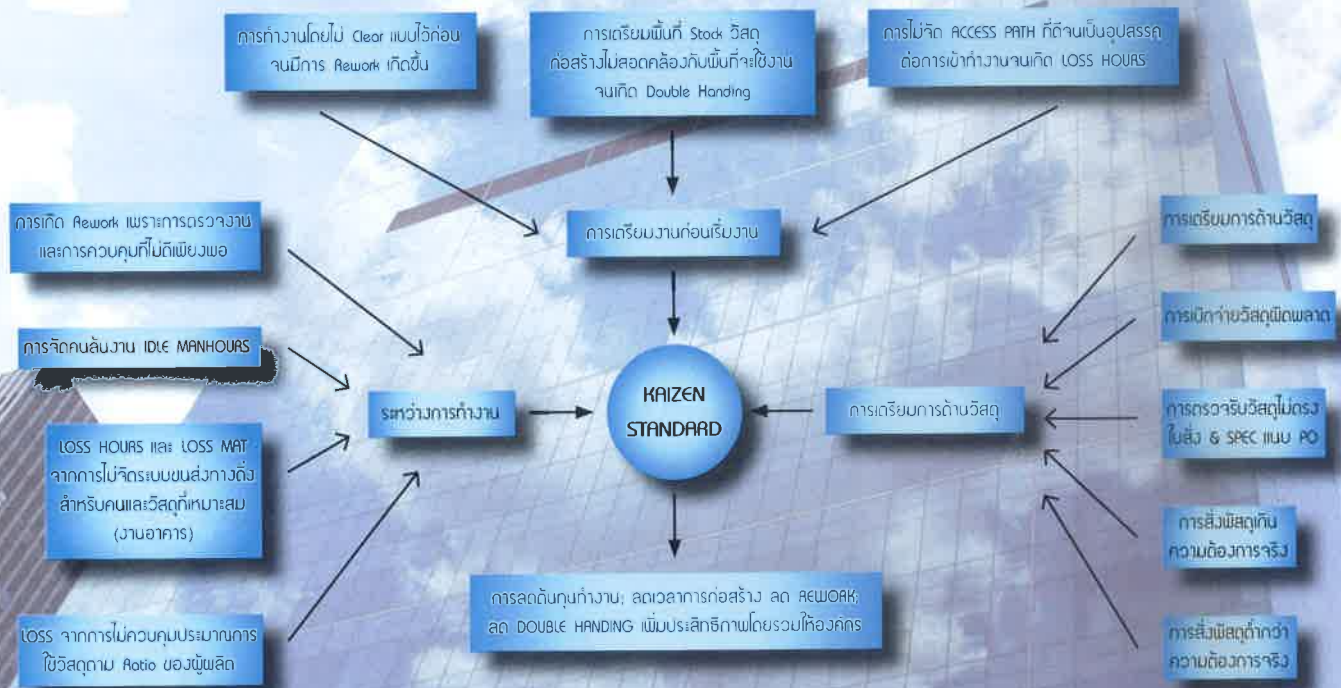 การทำงานโดยไม่ Clear แบบไว้ก่อน
จนมีการ Rework เกิดขึ้น
การเตรียมพื้นที่ Stock วัสดุ
ก่อสร้างไม่สอดคล้องกับพื้นที่จะใช้งาน
จนเกิด Double Handing
การไม่จัด ACCESS PATH ที่ดีจนเป็นอุปสรรค
ต่อการเข้าทำงานจนเกิด LOSS HOURS
การเกิด Rework เพราะการตรวจงาน
และการควบคุมที่ไม่ดีเพียงพอ
การเตรียมงานก่อนเริ่มงาน
การเตรียมการด้านวัสดุ
การเบิกจ่ายวัสดุผิดพลาด
การจัดคนล้นงาน IDLE MANHOURS
ระหว่างการทำงาน
KAIZEN
STANDARD
การเตรียมการด้านวัสดุ
การตรวจรับวัสดุไม่ตรง
ใบสั่ง & SPEC แนบ PO
LOSS HOURS และ LOSS MAT
จากการไม่จัดระบบขนส่งทางดิ่ง
สำหรับคนและวัสดุที่เหมาะสม
(งานอาคาร)
การสั่งพัสดุเกิน
ความต้องการจริง
การลดต้นทุนทำงาน; ลดเวลาการก่อสร้าง ลด REWORK;
ลด DOUBLE HANDING เพิ่มประสิทธิภาพโดยรวมให้องค์กร
LOSS จากการไม่ควบคุมประมาณการ
ใช้วัสดุตาม Ratio ของผู้ผลิต
การสั่งพัสดุต่ำกว่า
ความต้องการจริง